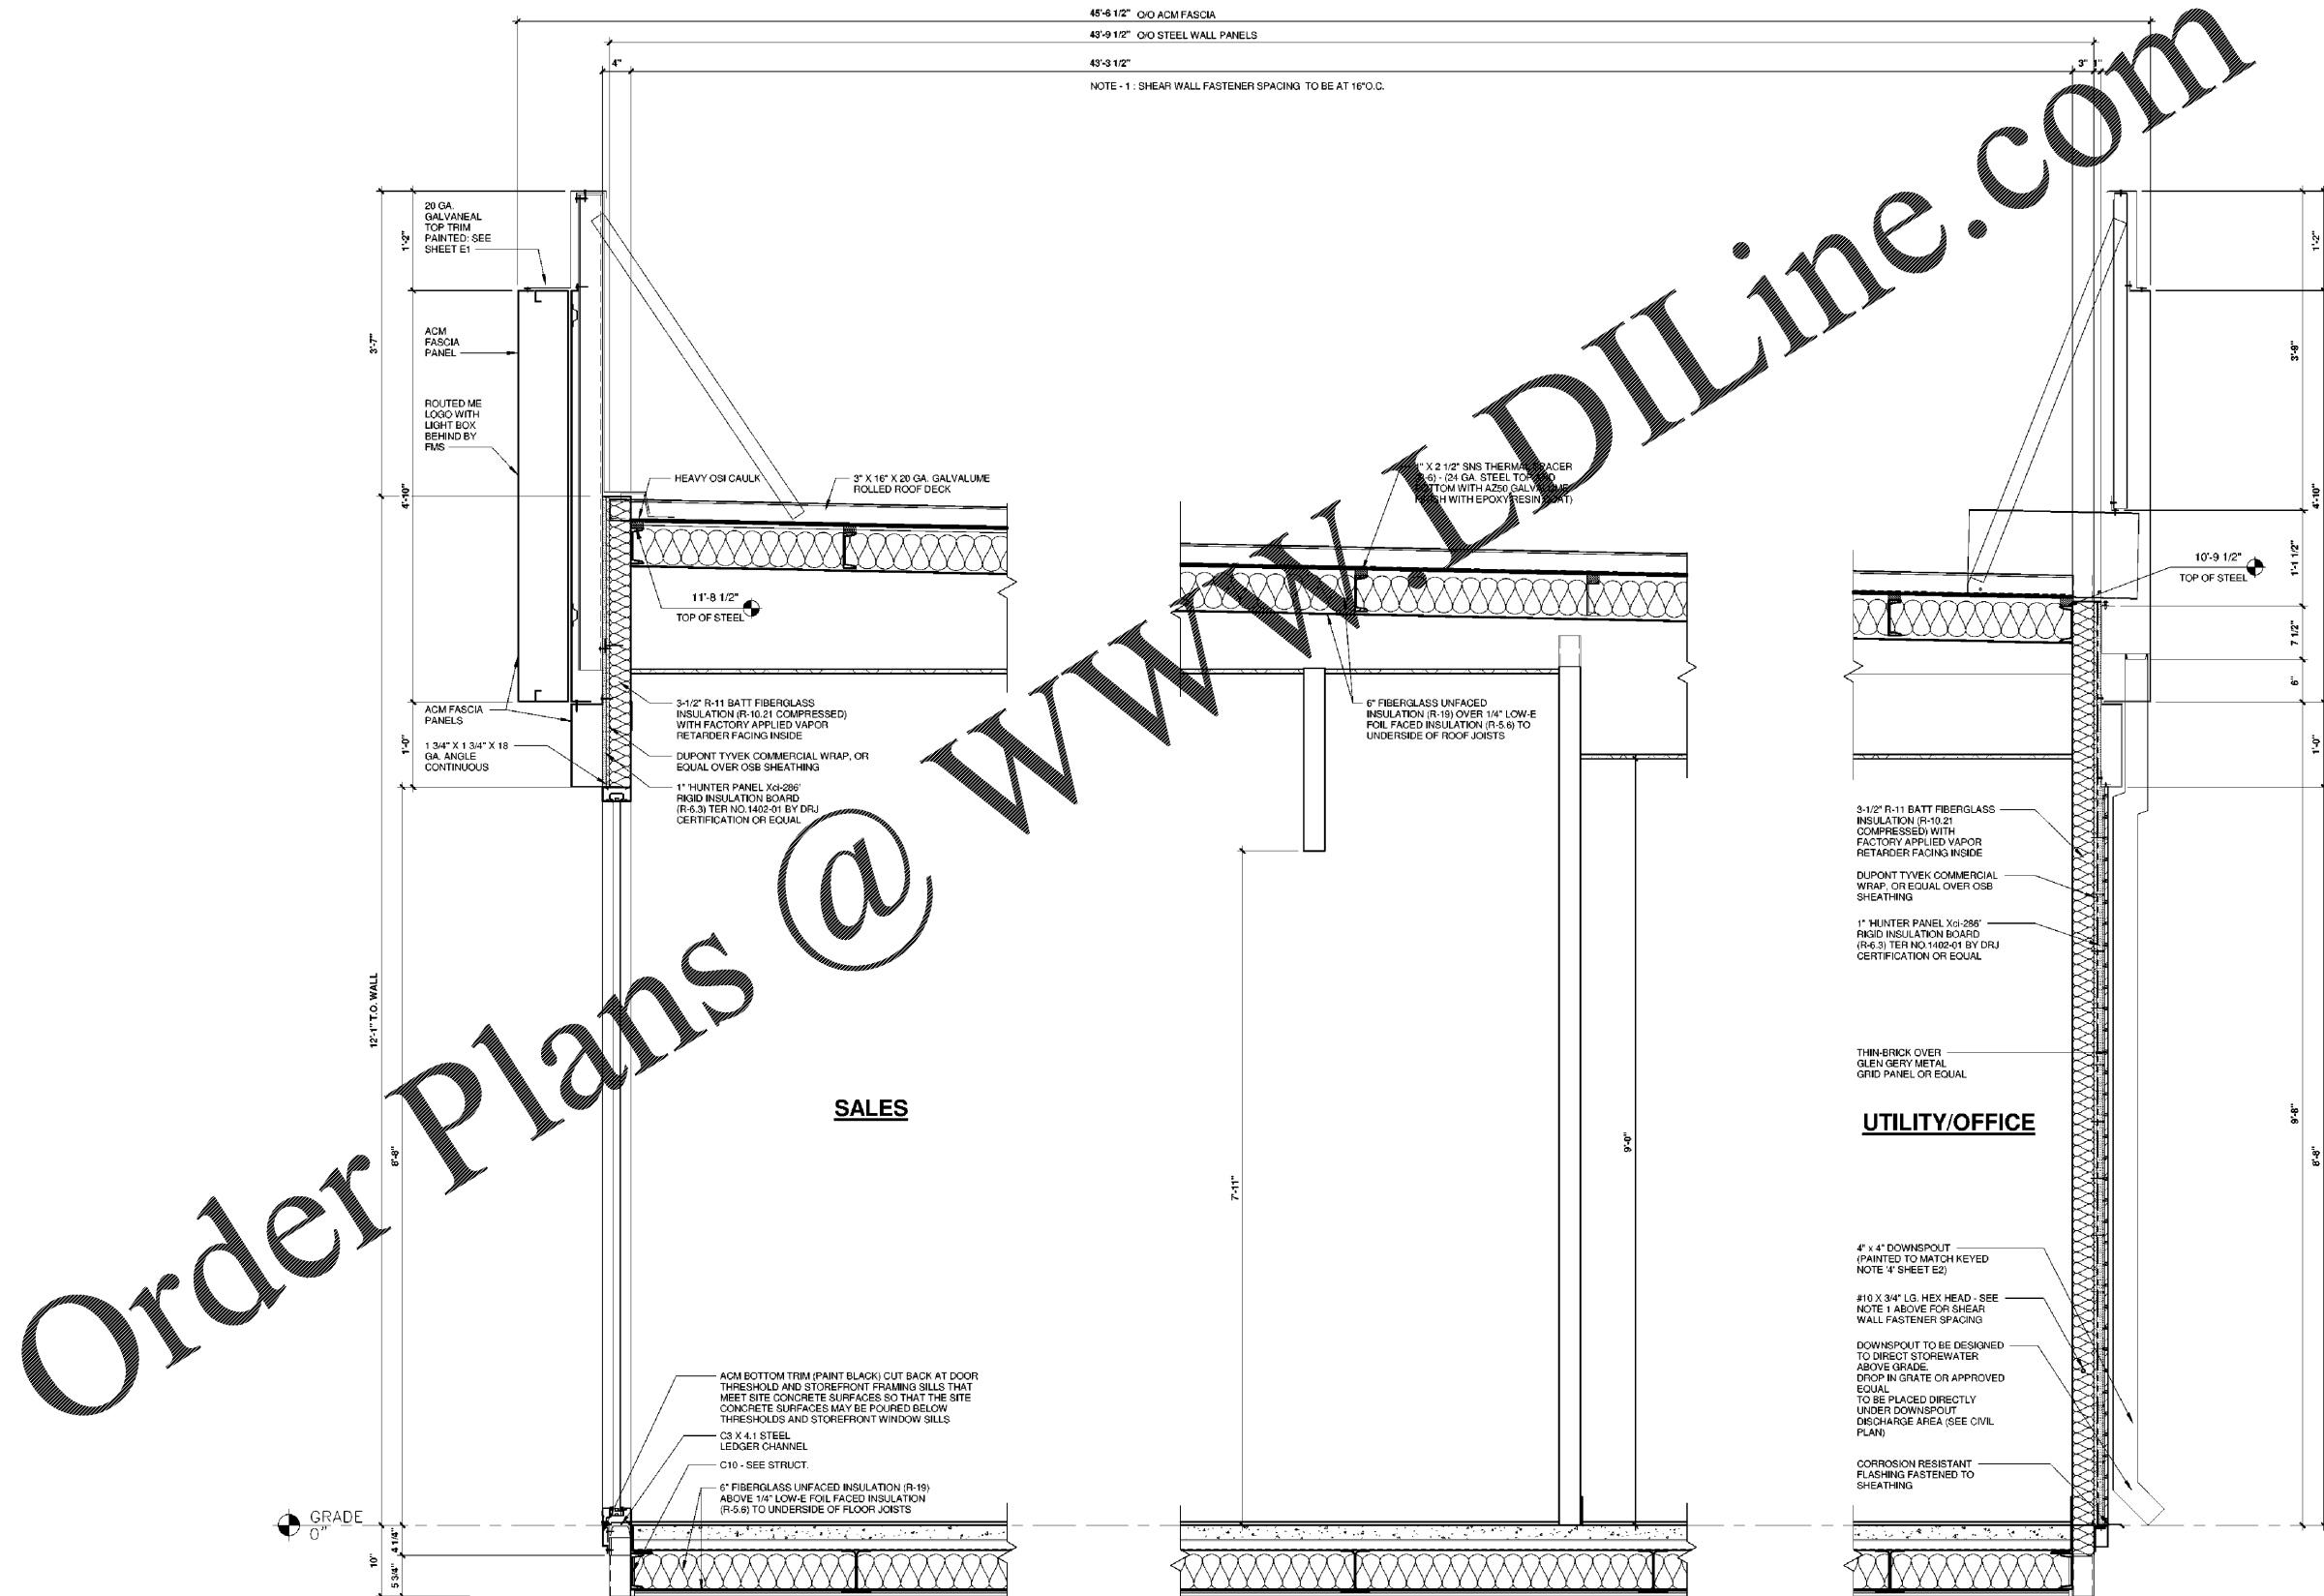 45'-6 1/2" O/O ACM FASCIA
43'-9 1/2" O/O STEEL WALL PANELS
4"
43'-3 1/2"
3"
1"
NOTE - 1 : SHEAR WALL FASTENER SPACING TO BE AT 16"O.C.
Order Plans @ www.LDILine.com
20 GA.
GALVANEAL
TOP TRIM
PAINTED: SEE
SHEET E1
1'-2"
3'-7"
ACM
FASCIA
PANEL
ROUTED ME
LOGO WITH
LIGHT BOX
BEHIND BY
FMS
4'-10"
HEAVY OSI CAULK
3" X 16" X 20 GA. GALVALUME
ROLLED ROOF DECK
11'-8 1/2"
TOP OF STEEL
ACM FASCIA
PANELS
1 3/4" X 1 3/4" X 18
GA. ANGLE
CONTINUOUS
1'-0"
3-1/2" R-11 BATT FIBERGLASS
INSULATION (R-10.21 COMPRESSED)
WITH FACTORY APPLIED VAPOR
RETARDER FACING INSIDE
DUPONT TYVEK COMMERCIAL WRAP, OR
EQUAL OVER OSB SHEATHING
1" 'HUNTER PANEL Xci-286'
RIGID INSULATION BOARD
(R-6.3) TER NO.1402-01 BY DRJ
CERTIFICATION OR EQUAL
X 2 1/2" SNS THERMAL SPACER
(24 GA. STEEL TOP
BOTTOM WITH AZ50
WITH EPOXY RESIN
6" FIBERGLASS UNFACED
INSULATION (R-19) OVER 1/4" LOW-E
FOIL FACED INSULATION (R-5.6) TO
UNDERSIDE OF ROOF JOISTS
10'-9 1/2"
TOP OF STEEL
1'-2"
3'-8"
4'-10"
1'-1 1/2"
7 1/2"
6"
1'-0"
3-1/2" R-11 BATT FIBERGLASS
INSULATION (R-10.21
COMPRESSED) WITH
FACTORY APPLIED VAPOR
RETARDER FACING INSIDE
DUPONT TYVEK COMMERCIAL
WRAP, OR EQUAL OVER OSB
SHEATHING
1" 'HUNTER PANEL Xci-286'
RIGID INSULATION BOARD
(R-6.3) TER NO.1402-01 BY DRJ
CERTIFICATION OR EQUAL
THIN-BRICK OVER
GLEN GERY METAL
GRID PANEL OR EQUAL
12'-1" T.O. WALL
8'-8"
SALES
7'-11"
9'-0"
UTILITY/OFFICE
9'-8"
8'-8"
4" x 4" DOWNSPOUT
(PAINTED TO MATCH KEYED
NOTE '4' SHEET E2)
#10 X 3/4" LG. HEX HEAD - SEE
NOTE 1 ABOVE FOR SHEAR
WALL FASTENER SPACING
DOWNSPOUT TO BE DESIGNED
TO DIRECT STOREWATER
ABOVE GRADE.
DROP IN GRATE OR APPROVED
EQUAL
TO BE PLACED DIRECTLY
UNDER DOWNSPOUT
DISCHARGE AREA (SEE CIVIL
PLAN)
CORROSION RESISTANT
FLASHING FASTENED TO
SHEATHING
ACM BOTTOM TRIM (PAINT BLACK) CUT BACK AT DOOR
THRESHOLD AND STOREFRONT FRAMING SILLS THAT
MEET SITE CONCRETE SURFACES SO THAT THE SITE
CONCRETE SURFACES MAY BE POURED BELOW
THRESHOLDS AND STOREFRONT WINDOW SILLS
C3 X 4.1 STEEL
LEDGER CHANNEL
C10 - SEE STRUCT.
6" FIBERGLASS UNFACED INSULATION (R-19)
ABOVE 1/4" LOW-E FOIL FACED INSULATION
(R-5.6) TO UNDERSIDE OF FLOOR JOISTS
GRADE
0"
10"
4 1/4"
5 3/4"